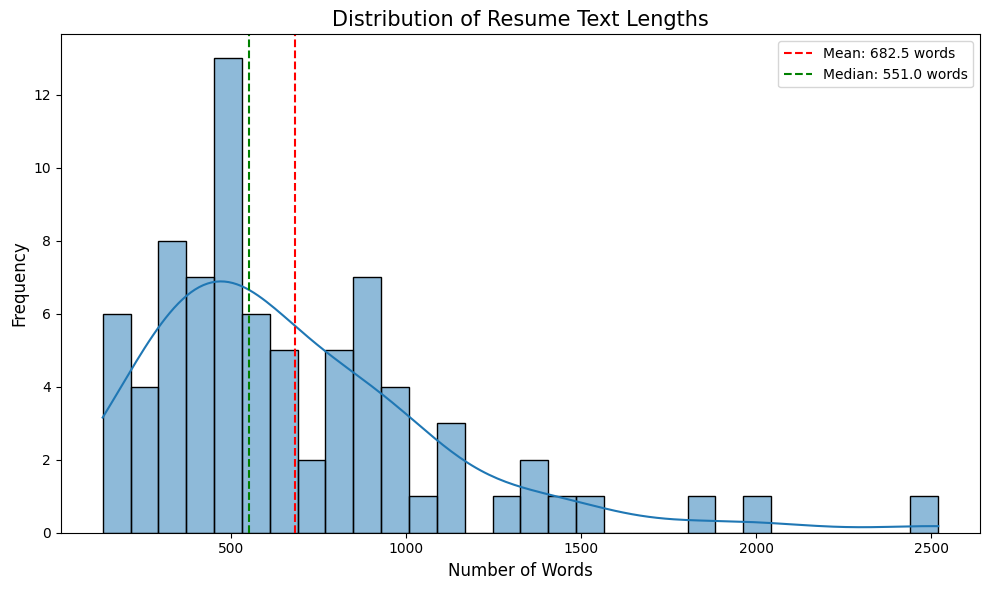 Distribution of Resume Text Lengths
Mean: 682.5 words
Median: 551.0 words
Frequency
12
10
8
6
4
2
0
500 1000 1500 2000 2500
Number of Words